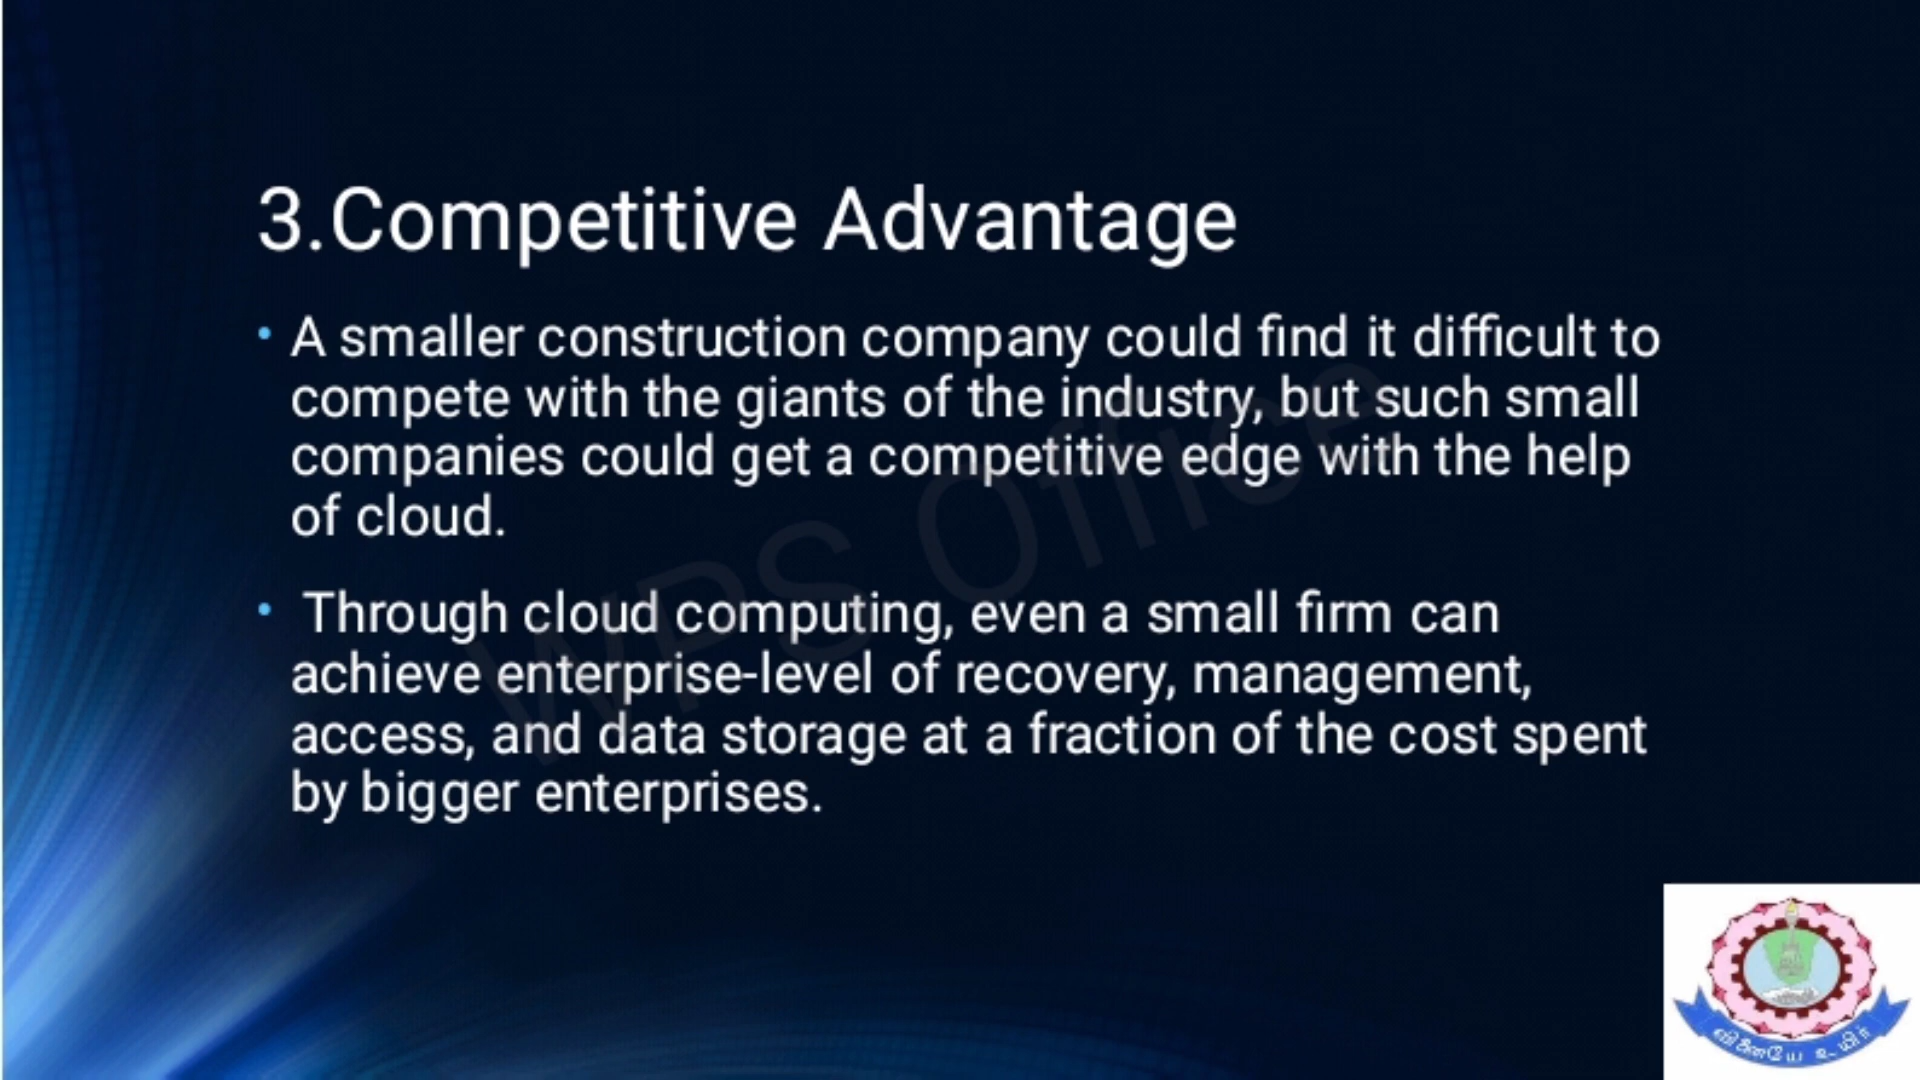 3.Competitive Advantage
• A smaller construction company could find it difficult to
compete with the giants of the industry, but such small
companies could get a competitive edge with the help
of cloud.
• Through cloud computing, even a small firm can
achieve enterprise-level of recovery, management,
access, and data storage at a fraction of the cost spent
by bigger enterprises.
WPS Office
வினையே உயிர்